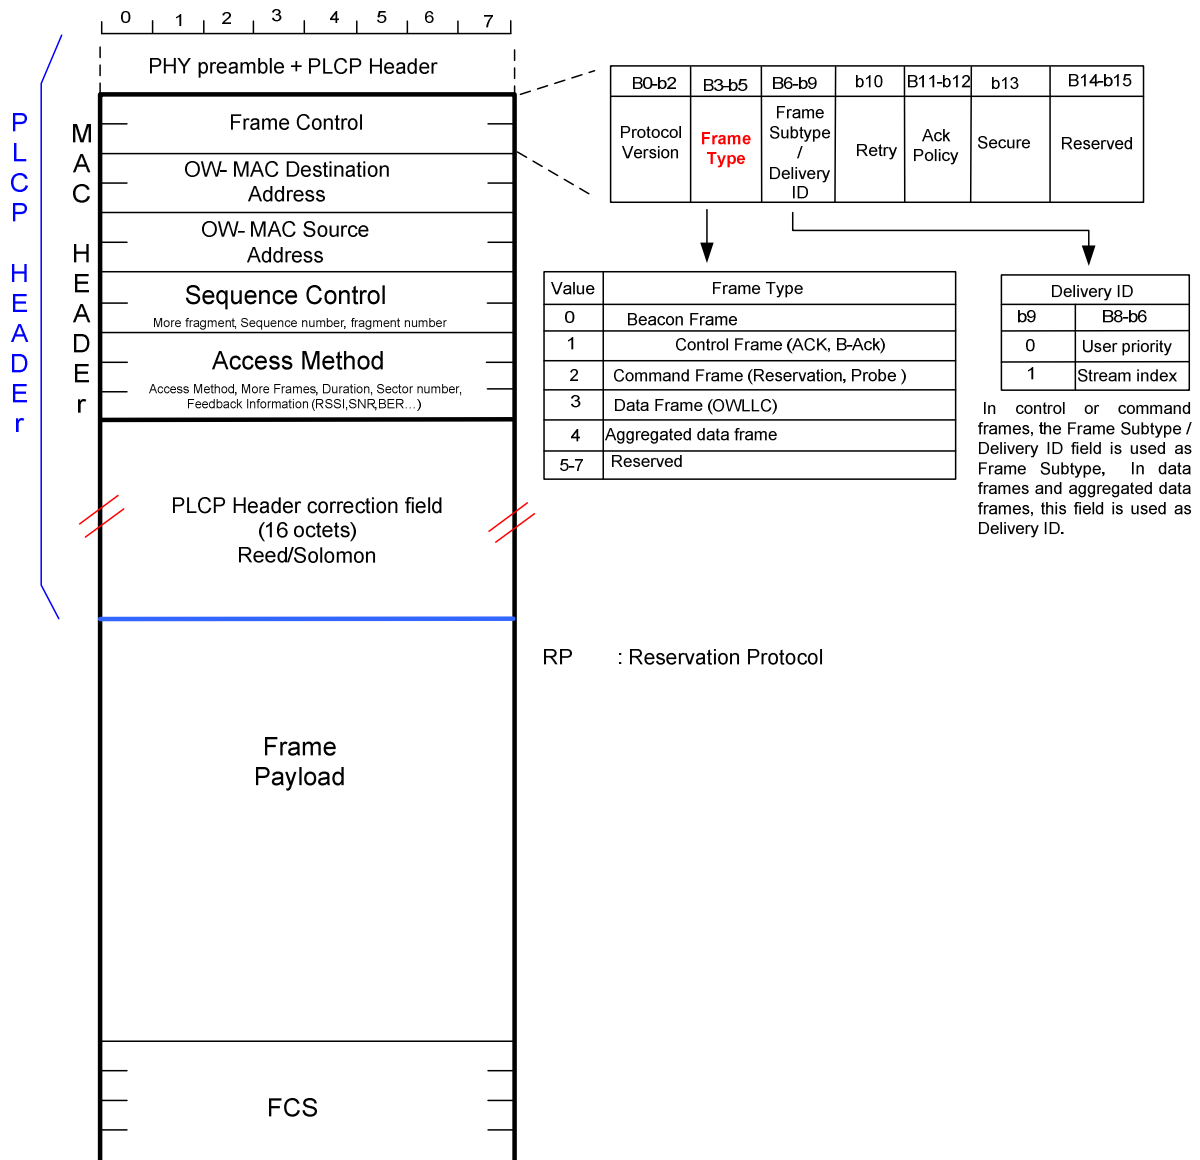 0 1 2 3 4 5 6 7
PHY preamble + PLCP Header
PLCP HEADEr
MAC HEADEr
Frame Control
OW- MAC Destination
Address
OW- MAC Source
Address
Sequence Control
More fragment, Sequence number, fragment number
Access Method
Access Method, More Frames, Duration, Sector number,
Feedback Information (RSSI,SNR,BER...)
PLCP Header correction field
(16 octets)
Reed/Solomon
Frame
Payload
FCS
B0-b2 B3-b5 B6-b9 b10 B11-b12 b13 B14-b15
Protocol
Version
Frame
Type
Frame
Subtype
/
Delivery
ID
Retry
Ack
Policy
Secure
Reserved
Value Frame Type
0 Beacon Frame
1 Control Frame (ACK, B-Ack)
2 Command Frame (Reservation, Probe )
3 Data Frame (OWLLC)
4 Aggregated data frame
5-7 Reserved
Delivery ID
b9 B8-b6
0 User priority
1 Stream index
In control or command
frames, the Frame Subtype /
Delivery ID field is used as
Frame Subtype, In data
frames and aggregated data
frames, this field is used as
Delivery ID.
RP : Reservation Protocol